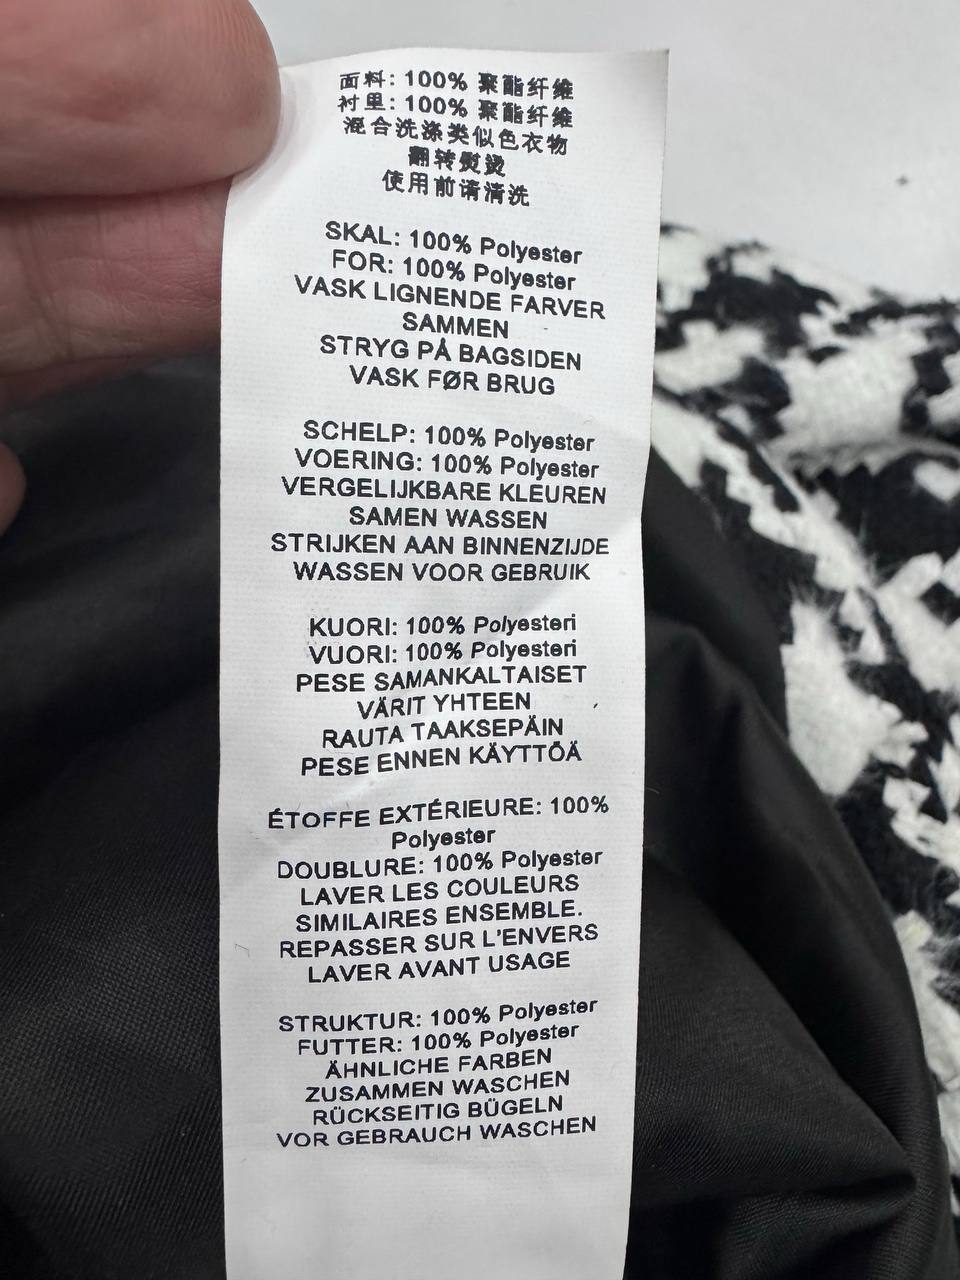 面料: 100% 聚酯纤维
衬里: 100% 聚酯纤维
混合洗涤类似色衣物
翻转熨烫
使用前请清洗
SKAL: 100% Polyester
FOR: 100% Polyester
VASK LIGNENDE FARVER
SAMMEN
STRYG PÅ BAGSIDEN
VASK FØR BRUG
SCHELP: 100% Polyester
VOERING: 100% Polyester
VERGELIJKBARE KLEUREN
SAMEN WASSEN
STRIJKEN AAN BINNENZIJDE
WASSEN VOOR GEBRUIK
KUORI: 100% Polyesteri
VUORI: 100% Polyesteri
PESE SAMANKALTAISET
VÄRIT YHTEEN
RAUTA TAAKSEPÄIN
PESE ENNEN KÄYTTÖÄ
ÉTOFFE EXTÉRIEURE: 100%
Polyester
DOUBLURE: 100% Polyester
LAVER LES COULEURS
SIMILAIRES ENSEMBLE.
REPASSER SUR L'ENVERS
LAVER AVANT USAGE
STRUKTUR: 100% Polyester
FUTTER: 100% Polyester
ÄHNLICHE FARBEN
ZUSAMMEN WASCHEN
RÜCKSEITIG BÜGELN
VOR GEBRAUCH WASCHEN